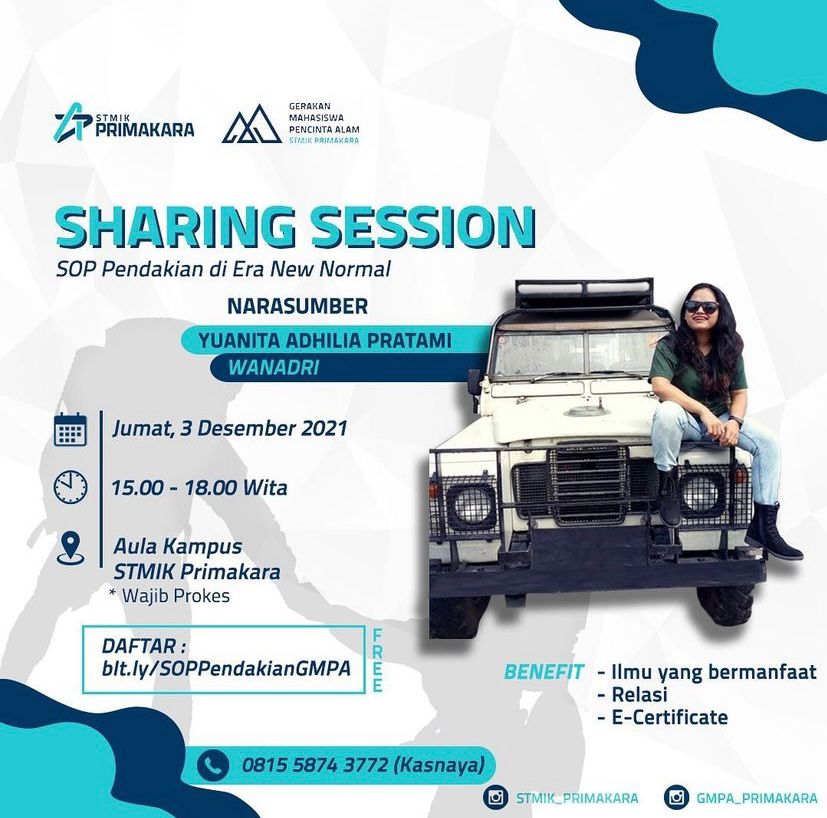 STMIK
PRIMAKARA
GERAKAN
MAHASISWA
PENCINTA ALAM
STMIK PRIMAKARA
SHARING SESSION
SOP Pendakian di Era New Normal
NARASUMBER
YUANITA ADHILIA PRATAMI
WANADRI
Jumat, 3 Desember 2021
15.00 - 18.00 Wita
Aula Kampus
STMIK Primakara
* Wajib Prokes
DAFTAR :
blt.ly/SOPPendakianGMPA
FREE
BENEFIT - Ilmu yang bermanfaat
- Relasi
- E-Certificate
0815 5874 3772 (Kasnaya)
STMIK_PRIMAKARA
GMPA_PRIMAKARA